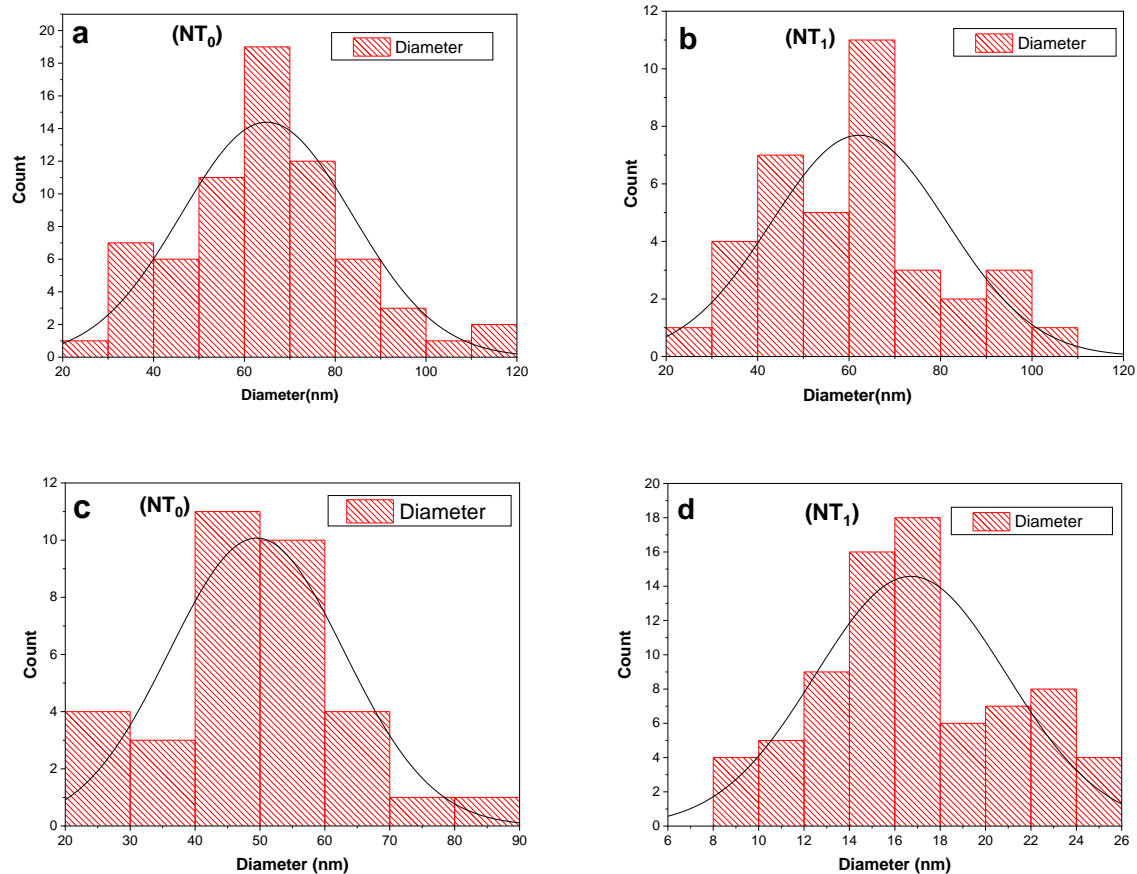 a
(NT₀)
Diameter
Count
20
18
16
14
12
10
8
6
4
2
0
20 40 60 80 100 120
Diameter(nm)
b
(NT₁)
Diameter
Count
12
10
8
6
4
2
0
20 40 60 80 100 120
Diameter(nm)
c
(NT₀)
Diameter
Count
12
10
8
6
4
2
0
20 30 40 50 60 70 80 90
Diameter (nm)
d
(NT₁)
Diameter
Count
20
18
16
14
12
10
8
6
4
2
0
6 8 10 12 14 16 18 20 22 24 26
Diameter (nm)